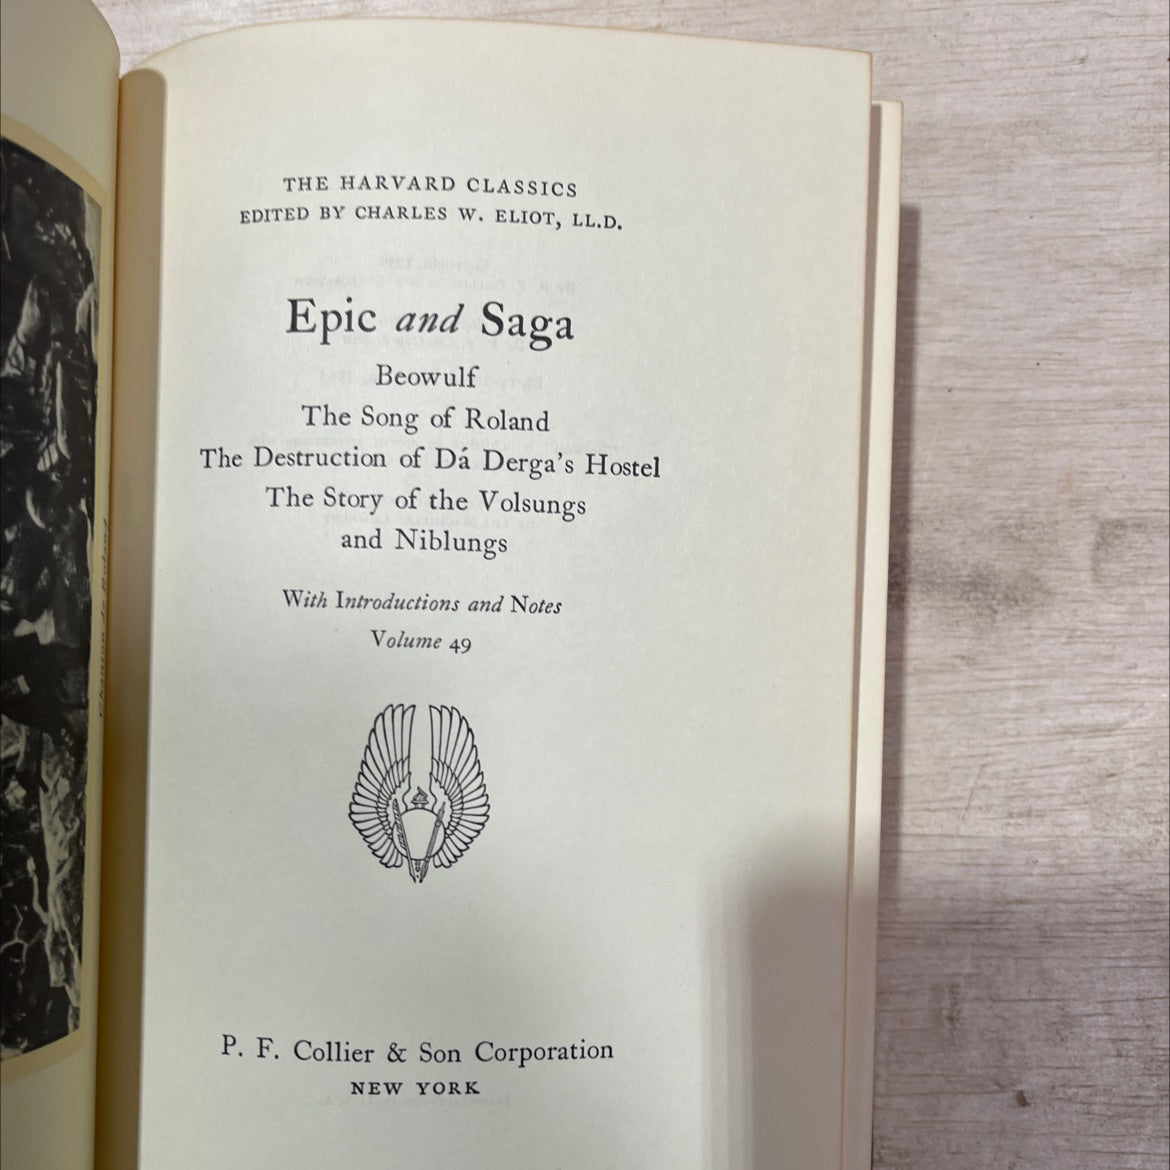 THE HARVARD CLASSICS
EDITED BY CHARLES W. ELIOT, LL.D.
Epic and Saga
Beowulf
The Song of Roland
The Destruction of Dá Derga's Hostel
The Story of the Volsungs
and Niblungs
With Introductions and Notes
Volume 49
P. F. Collier & Son Corporation
NEW YORK